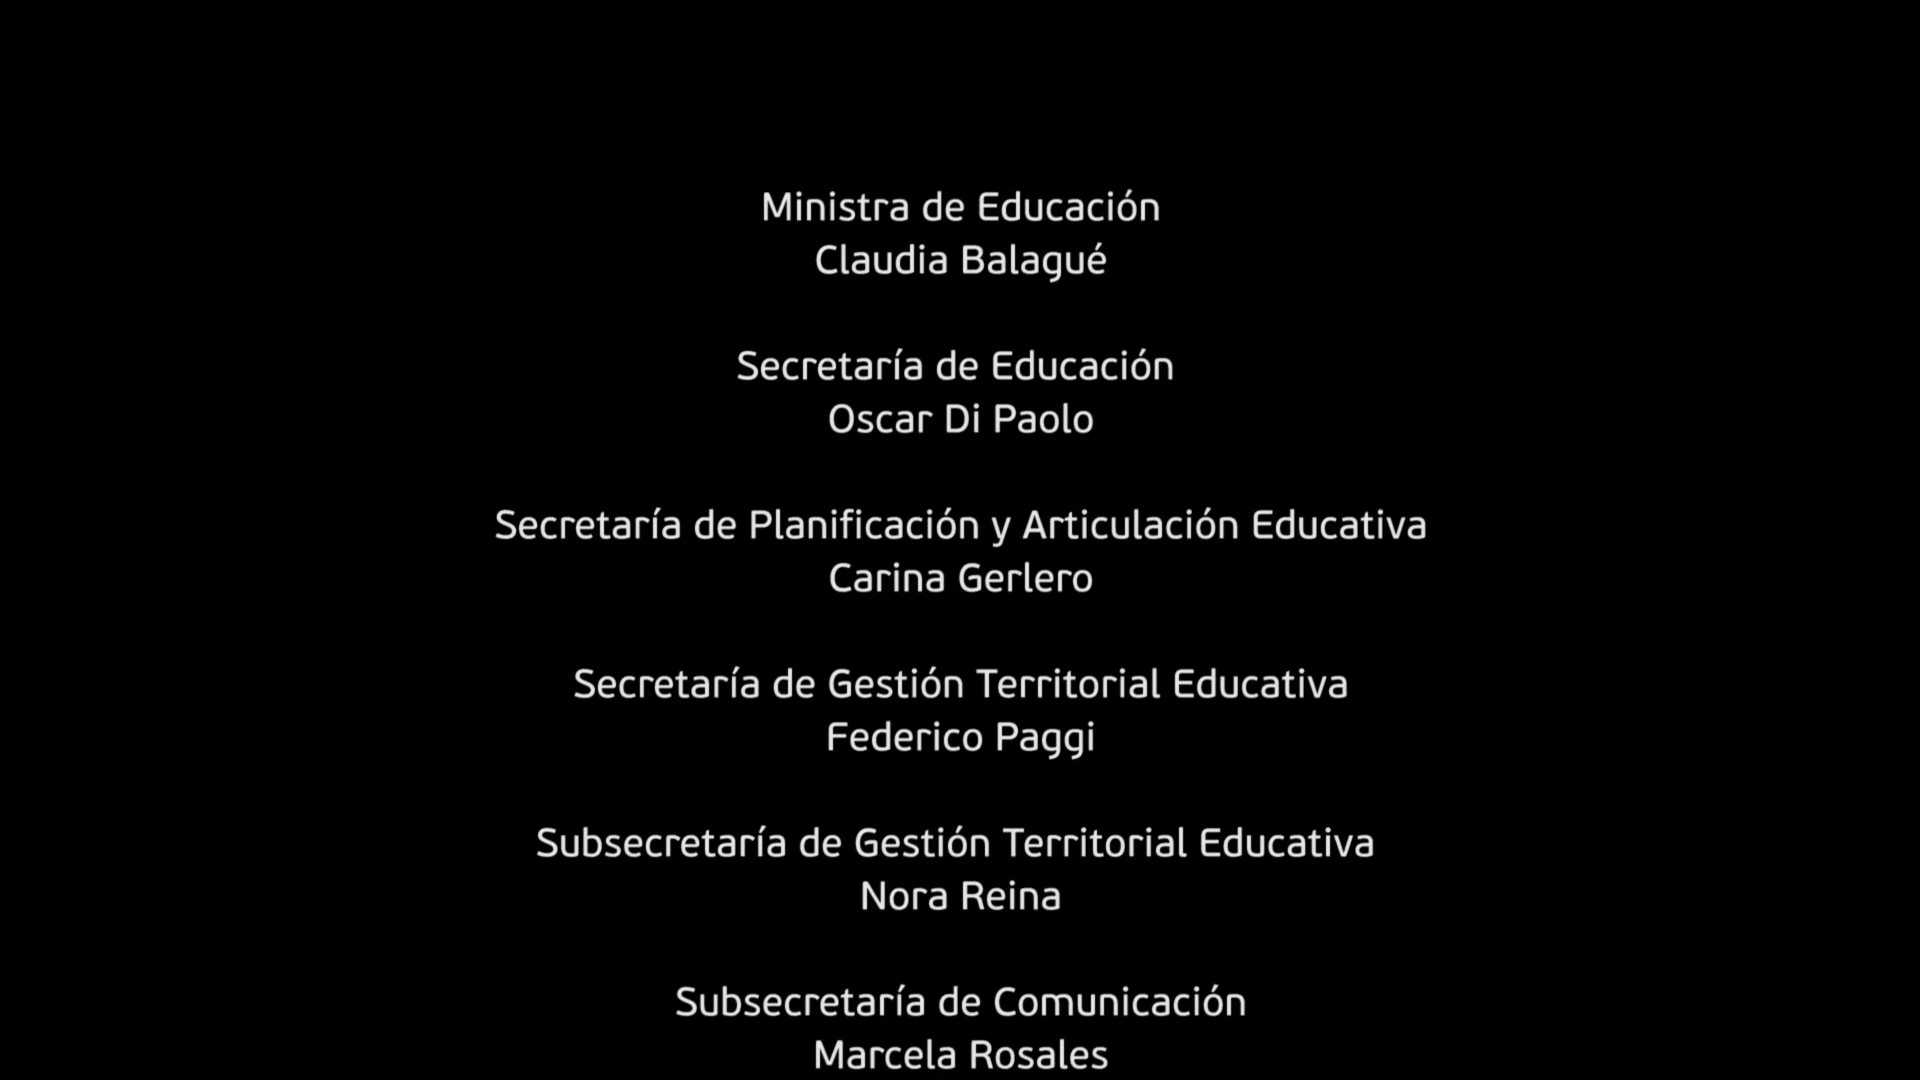 Ministra de Educación
Claudia Balagué
Secretaría de Educación
Oscar Di Paolo
Secretaría de Planificación y Articulación Educativa
Carina Gerlero
Secretaría de Gestión Territorial Educativa
Federico Paggi
Subsecretaría de Gestión Territorial Educativa
Nora Reina
Subsecretaría de Comunicación
Marcela Rosales